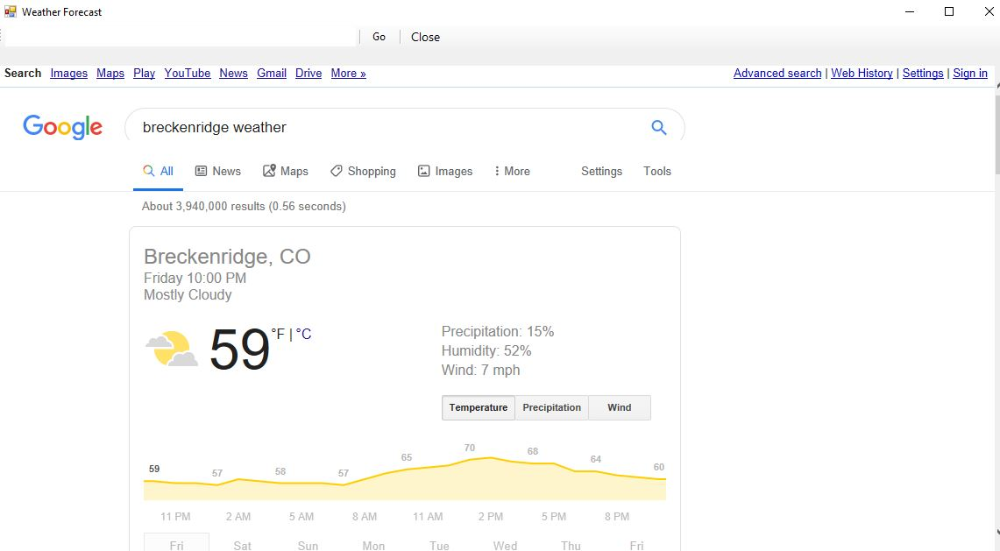 Weather Forecast
Go Close
Search Images Maps Play YouTube News Gmail Drive More » Advanced search | Web History | Settings | Sign in
Google breckenridge weather
All News Maps Shopping Images More Settings Tools
About 3,940,000 results (0.56 seconds)
Breckenridge, CO
Friday 10:00 PM
Mostly Cloudy
59 °F | °C
Precipitation: 15%
Humidity: 52%
Wind: 7 mph
Temperature Precipitation Wind
59 57 58 57 65 70 68 64 60
11 PM 2 AM 5 AM 8 AM 11 AM 2 PM 5 PM 8 PM
Fri Sat Sun Mon Tue Wed Thu Fri